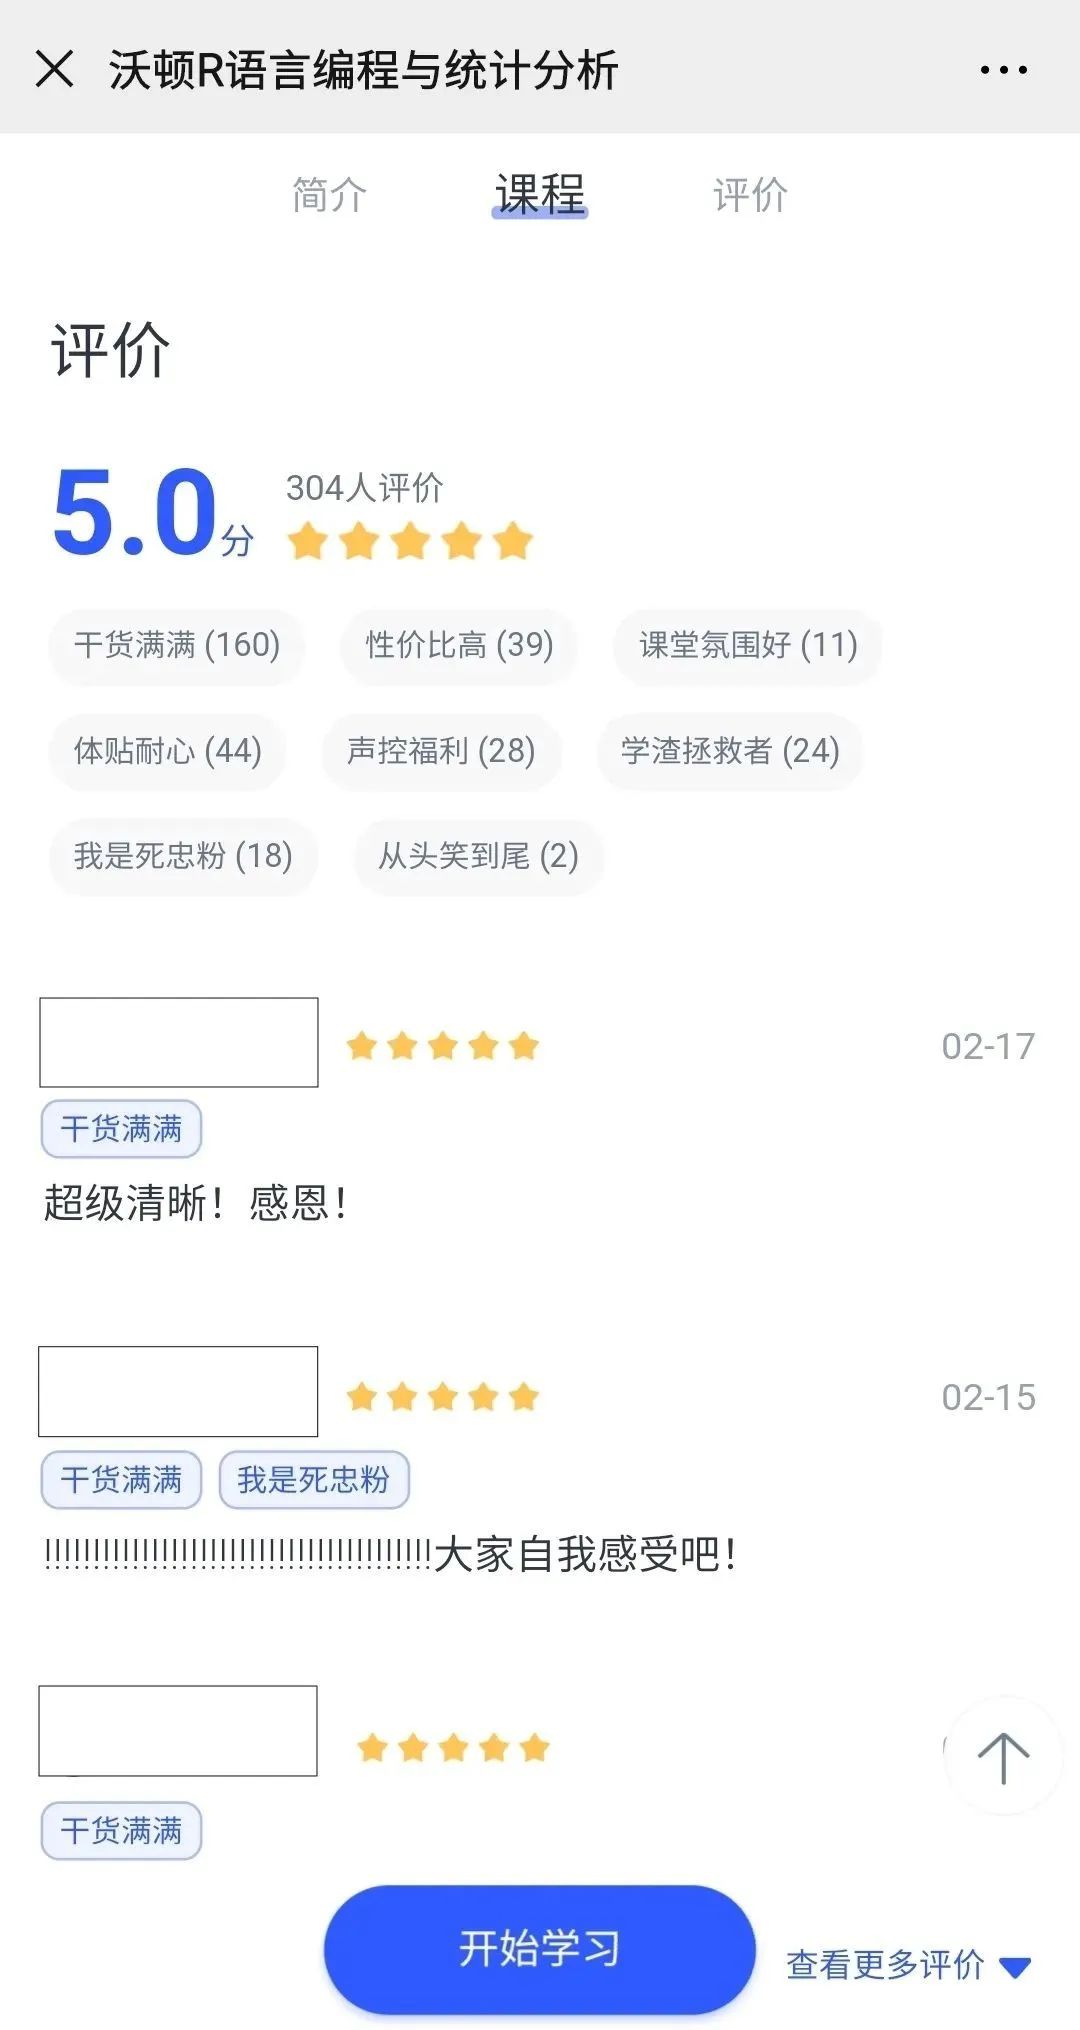 沃顿R语言编程与统计分析
简介 课程 评价
评价
5.0分 304人评价
干货满满 (160) 性价比高 (39) 课堂氛围好 (11)
体贴耐心 (44) 声控福利 (28) 学渣拯救者 (24)
我是死忠粉 (18) 从头笑到尾 (2)
02-17
干货满满
超级清晰！感恩！
02-15
干货满满 我是死忠粉
!!!!!!!!!!!!!!!!!!!!!!!!!!!!!!!!!!!!!!!!大家自我感受吧！
干货满满
开始学习 查看更多评价